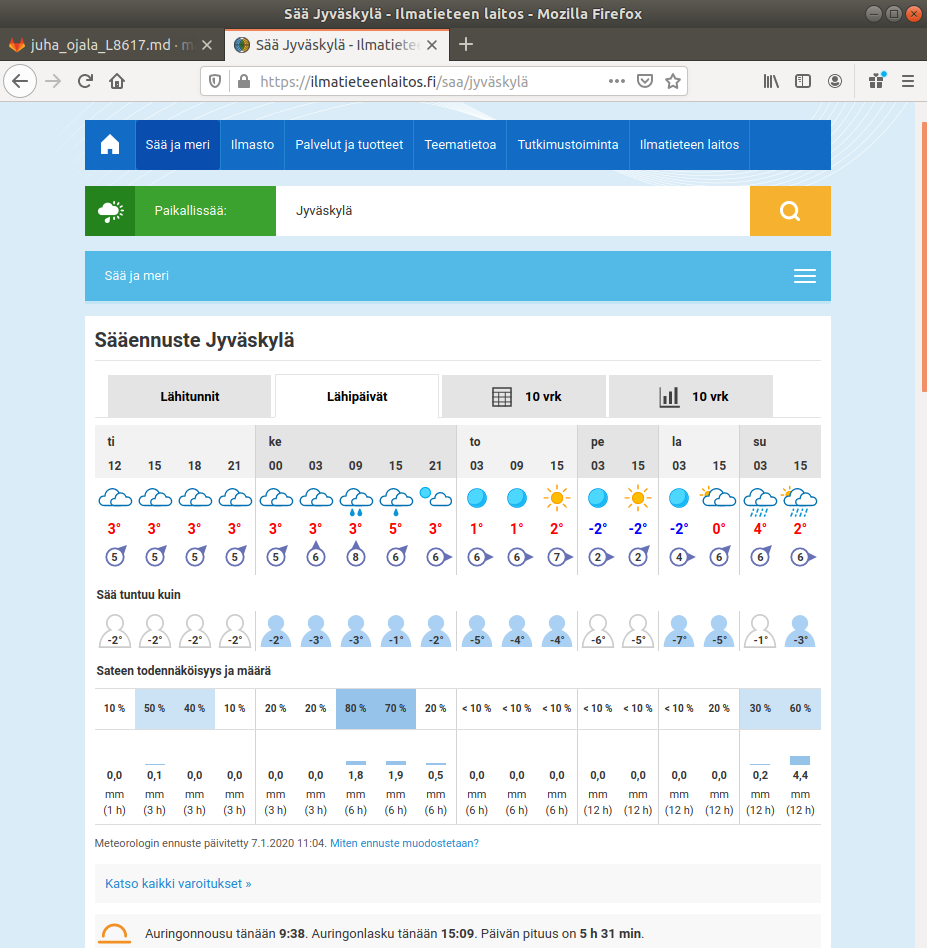 Sää Jyväskylä - Ilmatieteen laitos - Mozilla Firefox
juha_ojala_L8617.md · m
Sää Jyväskylä - Ilmatiete
https://ilmatieteenlaitos.fi/saa/jyväskylä
Sää ja meri Ilmasto Palvelut ja tuotteet Teematietoa Tutkimustoiminta Ilmatieteen laitos
Paikallissää: Jyväskylä
Sää ja meri
Sääennuste Jyväskylä
Lähitunnit Lähipäivät 10 vrk 10 vrk
ti ke to pe la su
12 15 18 21 00 03 09 15 21 03 09 15 03 15 03 15 03 15
3° 3° 3° 3° 3° 3° 3° 5° 3° 1° 1° 2° -2° -2° -2° 0° 4° 2°
5 5 5 5 5 6 8 6 6 6 6 7 2 2 4 6 6 6
Sää tuntuu kuin
-2° -2° -2° -2° -2° -3° -3° -1° -2° -5° -4° -4° -6° -5° -7° -5° -1° -3°
Sateen todennäköisyys ja määrä
10 % 50 % 40 % 10 % 20 % 20 % 80 % 70 % 20 % < 10 % < 10 % < 10 % < 10 % < 10 % < 10 % 20 % 30 % 60 %
0,0 0,1 0,0 0,0 0,0 0,0 1,8 1,9 0,5 0,0 0,0 0,0 0,0 0,0 0,0 0,0 0,2 4,4
mm mm mm mm mm mm mm mm mm mm mm mm mm mm mm mm mm mm
(1 h) (3 h) (3 h) (3 h) (3 h) (3 h) (6 h) (6 h) (6 h) (6 h) (6 h) (6 h) (12 h) (12 h) (12 h) (12 h) (12 h) (12 h)
Meteorologin ennuste päivitetty 7.1.2020 11:04. Miten ennuste muodostetaan?
Katso kaikki varoitukset »
Auringonnousu tänään 9:38. Auringonlasku tänään 15:09. Päivän pituus on 5 h 31 min.